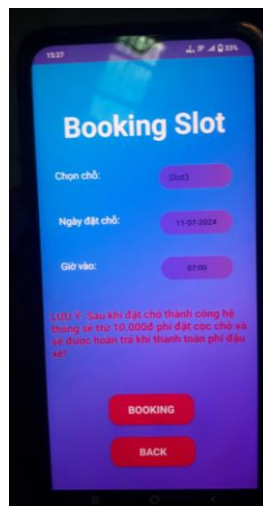 15:27
33%
Booking Slot
Chọn chỗ:
Slot3
Ngày đặt chỗ:
11-07-2024
Giờ vào:
07:00
LƯU Ý: Sau khi đặt chỗ thành công hệ
thống sẽ trừ 10.000đ phí đặt cọc chỗ và
sẽ được hoàn trả khi thanh toán phí đậu
xe!
BOOKING
BACK